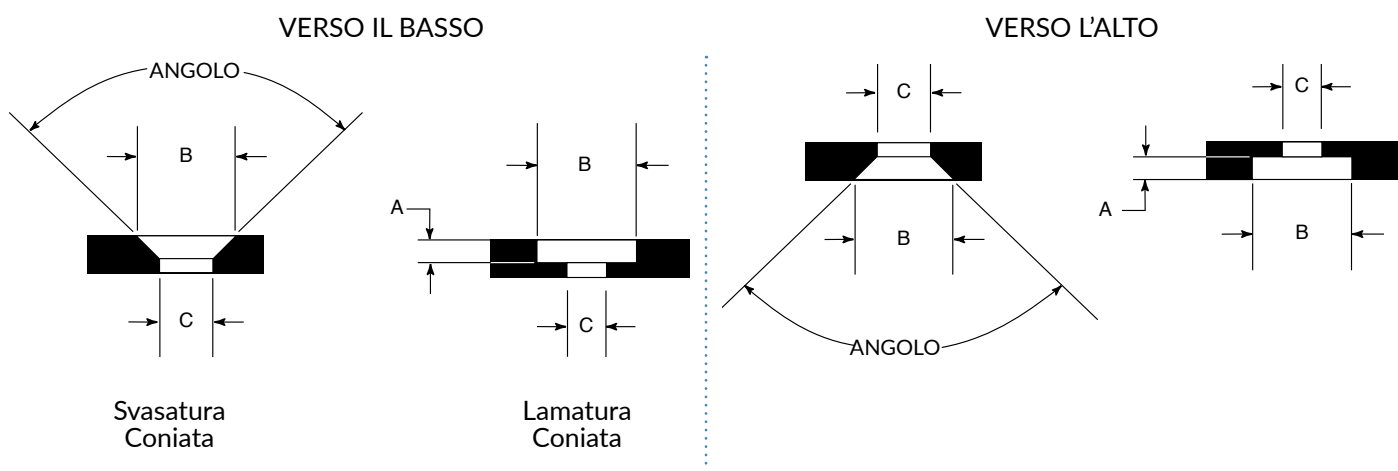 VERSO IL BASSO
ANGOLO
B
C
A
B
C
Svasatura
Coniata
Lamatura
Coniata
VERSO L'ALTO
C
B
ANGOLO
C
A
B